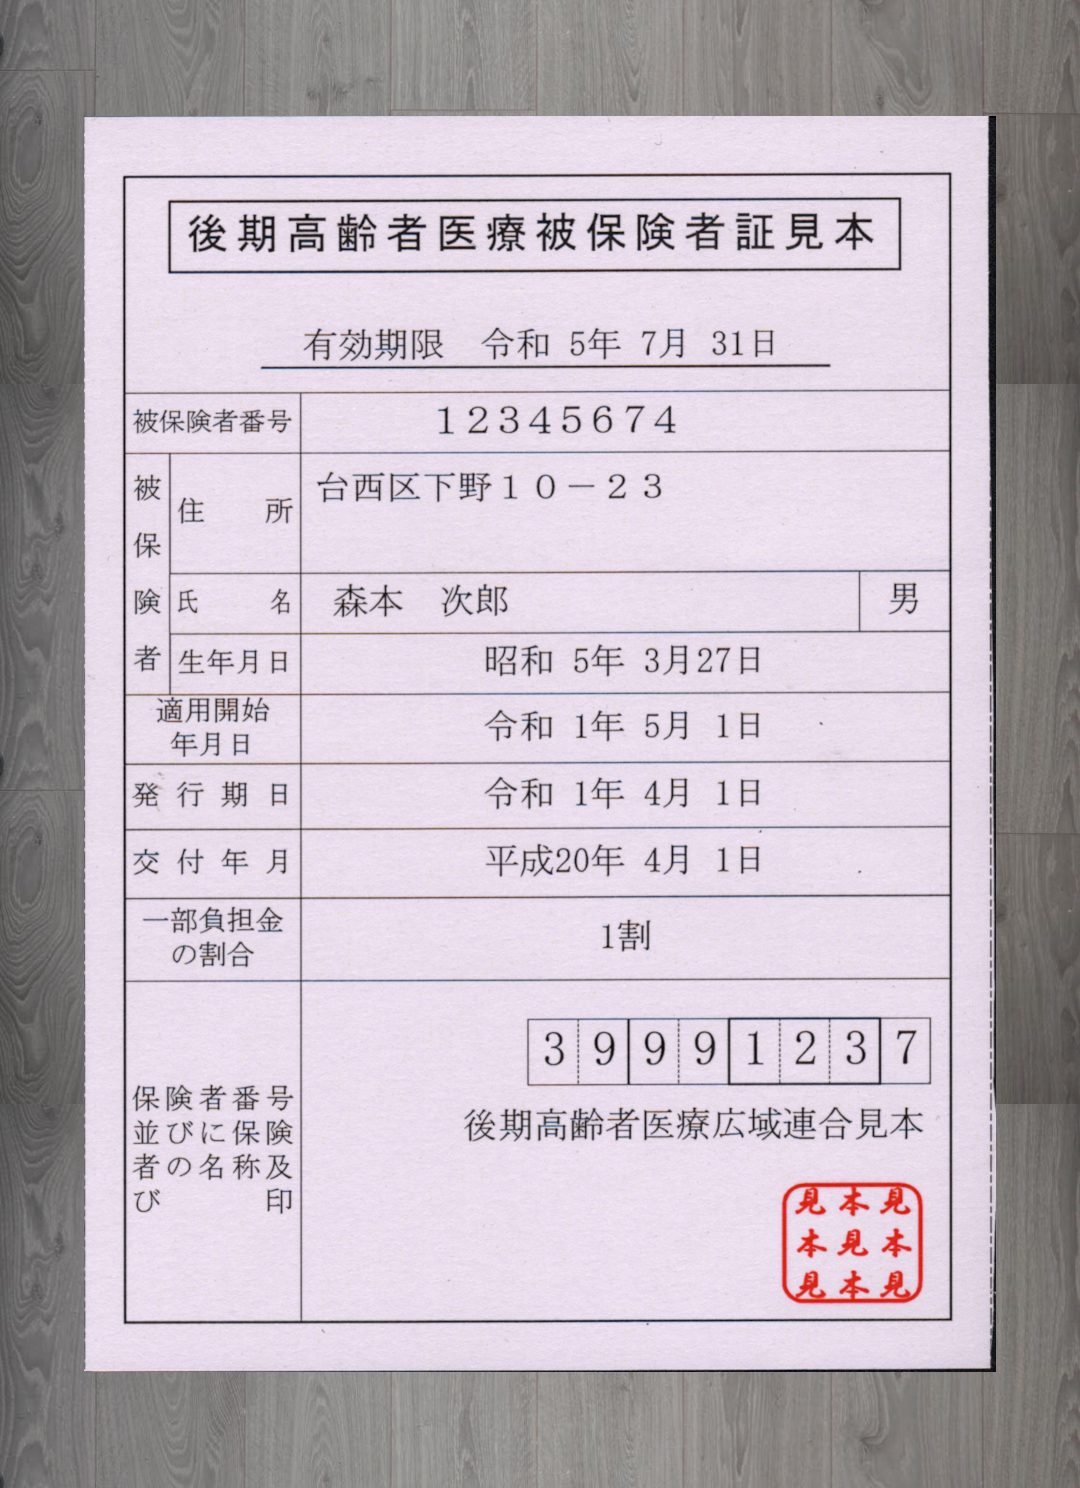 後期高齢者医療被保険者証見本
有効期限 令和 5年 7月 31日
被保険者番号 12345674
被保険者
住所 台西区下野10-23
氏名 森本 次郎 男
生年月日 昭和 5年 3月27日
適用開始
年月日 令和 1年 5月 1日
発行期日 令和 1年 4月 1日
交付年月 平成20年 4月 1日
一部負担金
の割合 1割
保険者番号
並びに保険
者の名称及
び印
39991237
後期高齢者医療広域連合見本
見本見
本見本
見本見